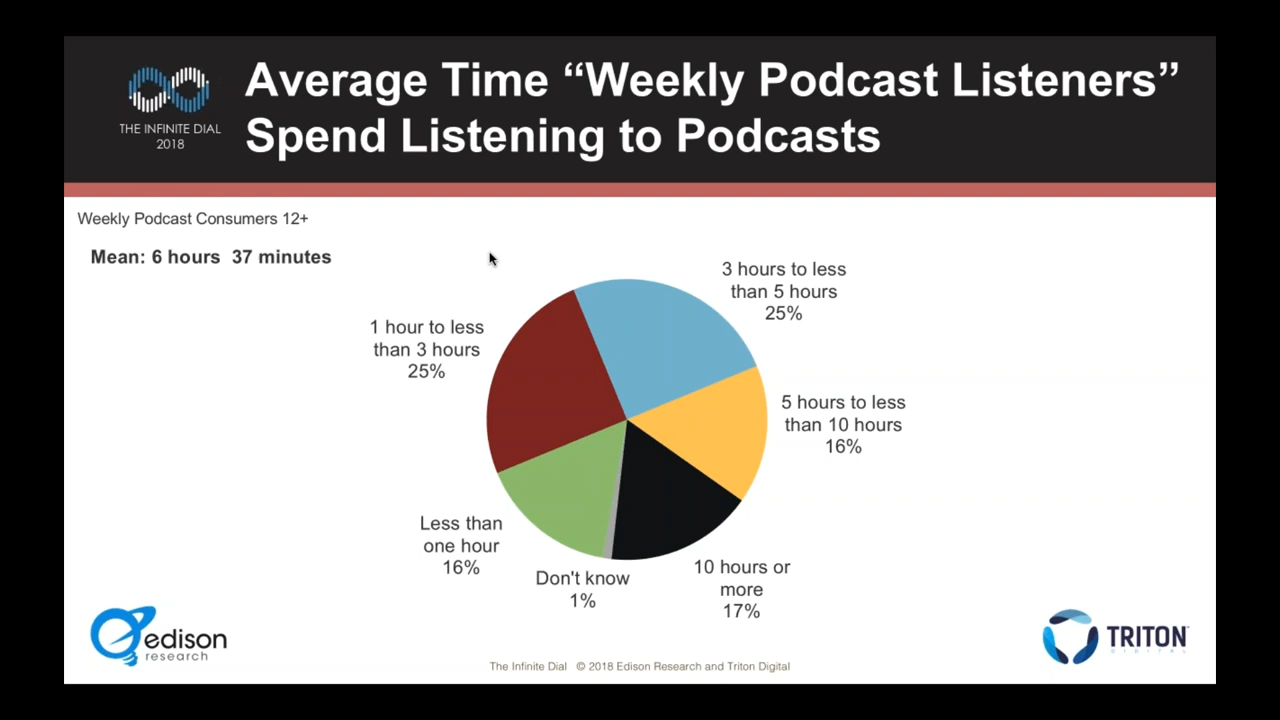 Average Time “Weekly Podcast Listeners”
Spend Listening to Podcasts
THE INFINITE DIAL
2018
Weekly Podcast Consumers 12+
Mean: 6 hours  37 minutes
3 hours to less
than 5 hours
25%
1 hour to less
than 3 hours
25%
5 hours to less
than 10 hours
16%
Less than
one hour
16%
Don't know
1%
10 hours or
more
17%
edison
research
The Infinite Dial   © 2018 Edison Research and Triton Digital
TRITON
DIGITAL